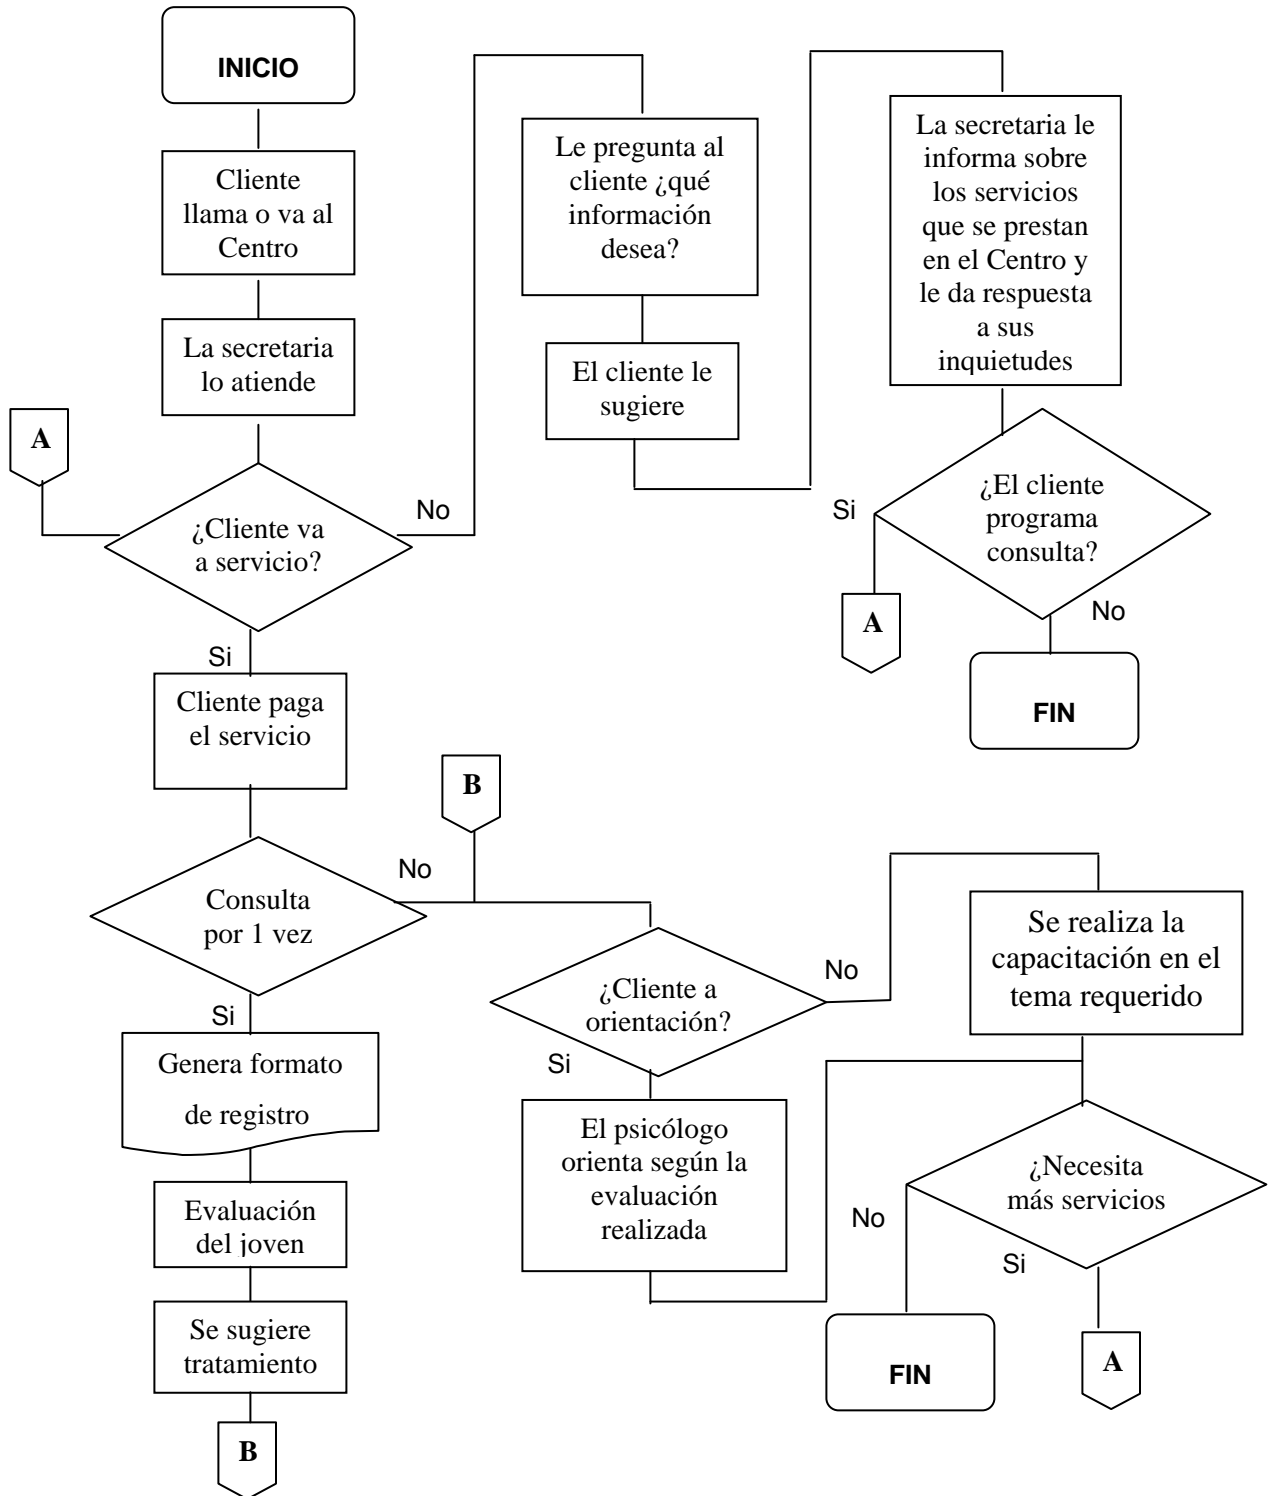 INICIO
Cliente
llama o va al
Centro
La secretaria
lo atiende
A
¿Cliente va
a servicio?
No
Le pregunta al
cliente ¿qué
información
desea?
El cliente le
sugiere
La secretaria le
informa sobre
los servicios
que se prestan
en el Centro y
le da respuesta
a sus
inquietudes
¿El cliente
programa
consulta?
Si
A
No
FIN
Si
Cliente paga
el servicio
Consulta
por 1 vez
No
B
¿Cliente a
orientación?
No
Se realiza la
capacitación en el
tema requerido
Si
Genera formato
de registro
Evaluación
del joven
Se sugiere
tratamiento
B
Si
El psicólogo
orienta según la
evaluación
realizada
¿Necesita
más servicios
No
FIN
Si
A